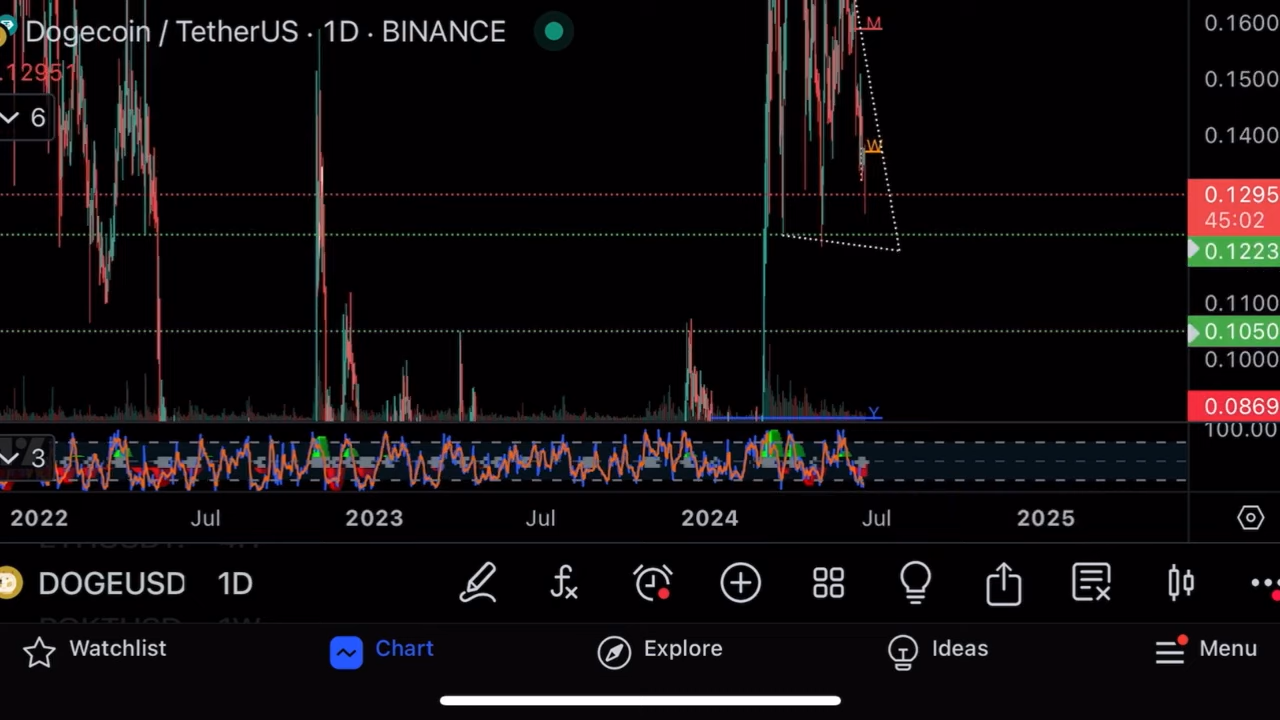 Dogecoin / TetherUS · 1D · BINANCE
.12951
6
M
W
Y
0.1600
0.1500
0.1400
0.1295
45:02
0.1223
0.1100
0.1050
0.1000
0.0869
100.00
3
2022 Jul 2023 Jul 2024 Jul 2025
DOGEUSD 1D
Watchlist Chart Explore Ideas Menu